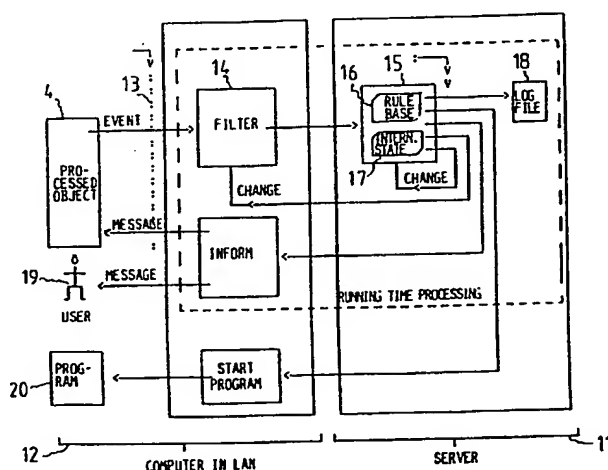 4
13
14
16
15
18
EVENT
FILTER
RULE
BASE
INTERN.
STATE
LOG
FILE
PRO-
CESSED
OBJECT
17
CHANGE
CHANGE
MESSAGE
INFORM
19
MESSAGE
USER
RUNNING TIME PROCESSING
20
PROG-
RAM
START
PROGRAM
12
COMPUTER IN LAN
SERVER